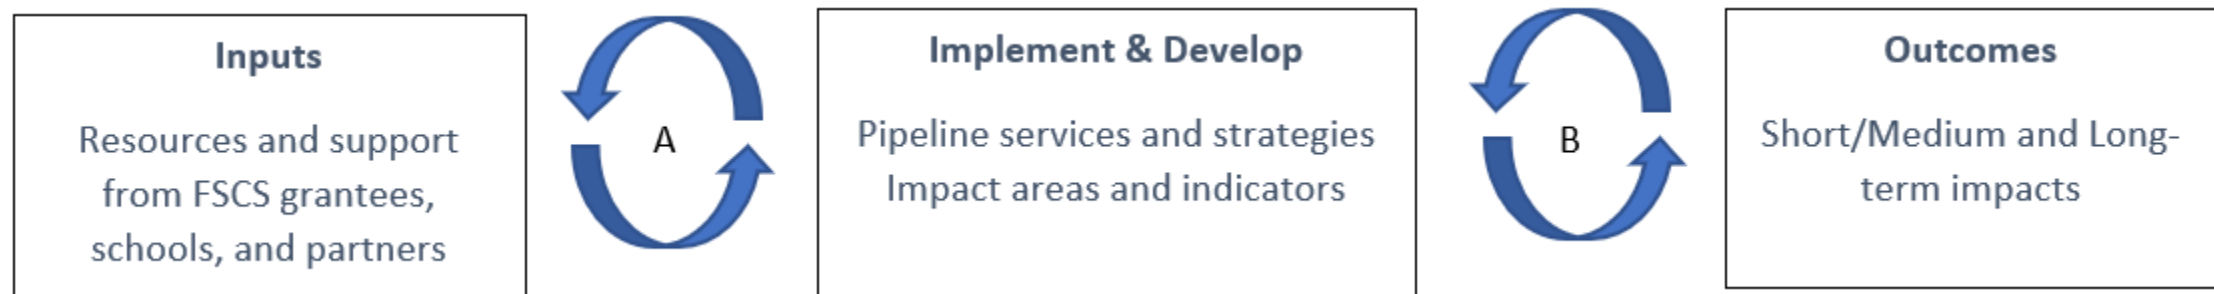 Inputs
Resources and support
from FSCS grantees,
schools, and partners
A
Implement & Develop
Pipeline services and strategies
Impact areas and indicators
B
Outcomes
Short/Medium and Long-
term impacts